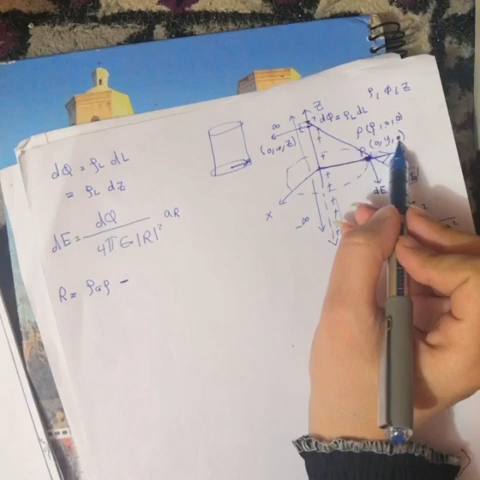 dQ = ρL dL
= ρL dZ
dE = dQ / 4πε|R|² aR
R = ρaρ -
Z
ρ, φ, Z
∞
dQ = ρL dL
(0,0,Z)
P(ρ,0,0)
(0,y,0)
dE
x
-∞